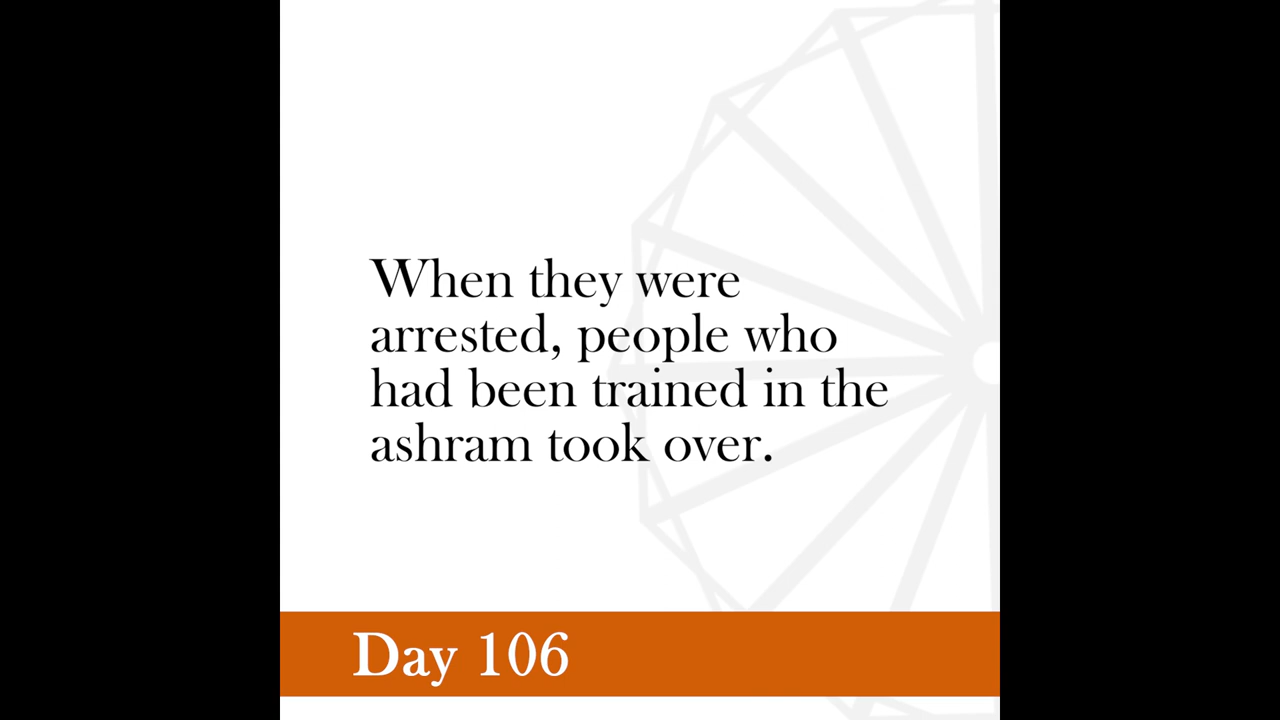 When they were
arrested, people who
had been trained in the
ashram took over.
Day 106